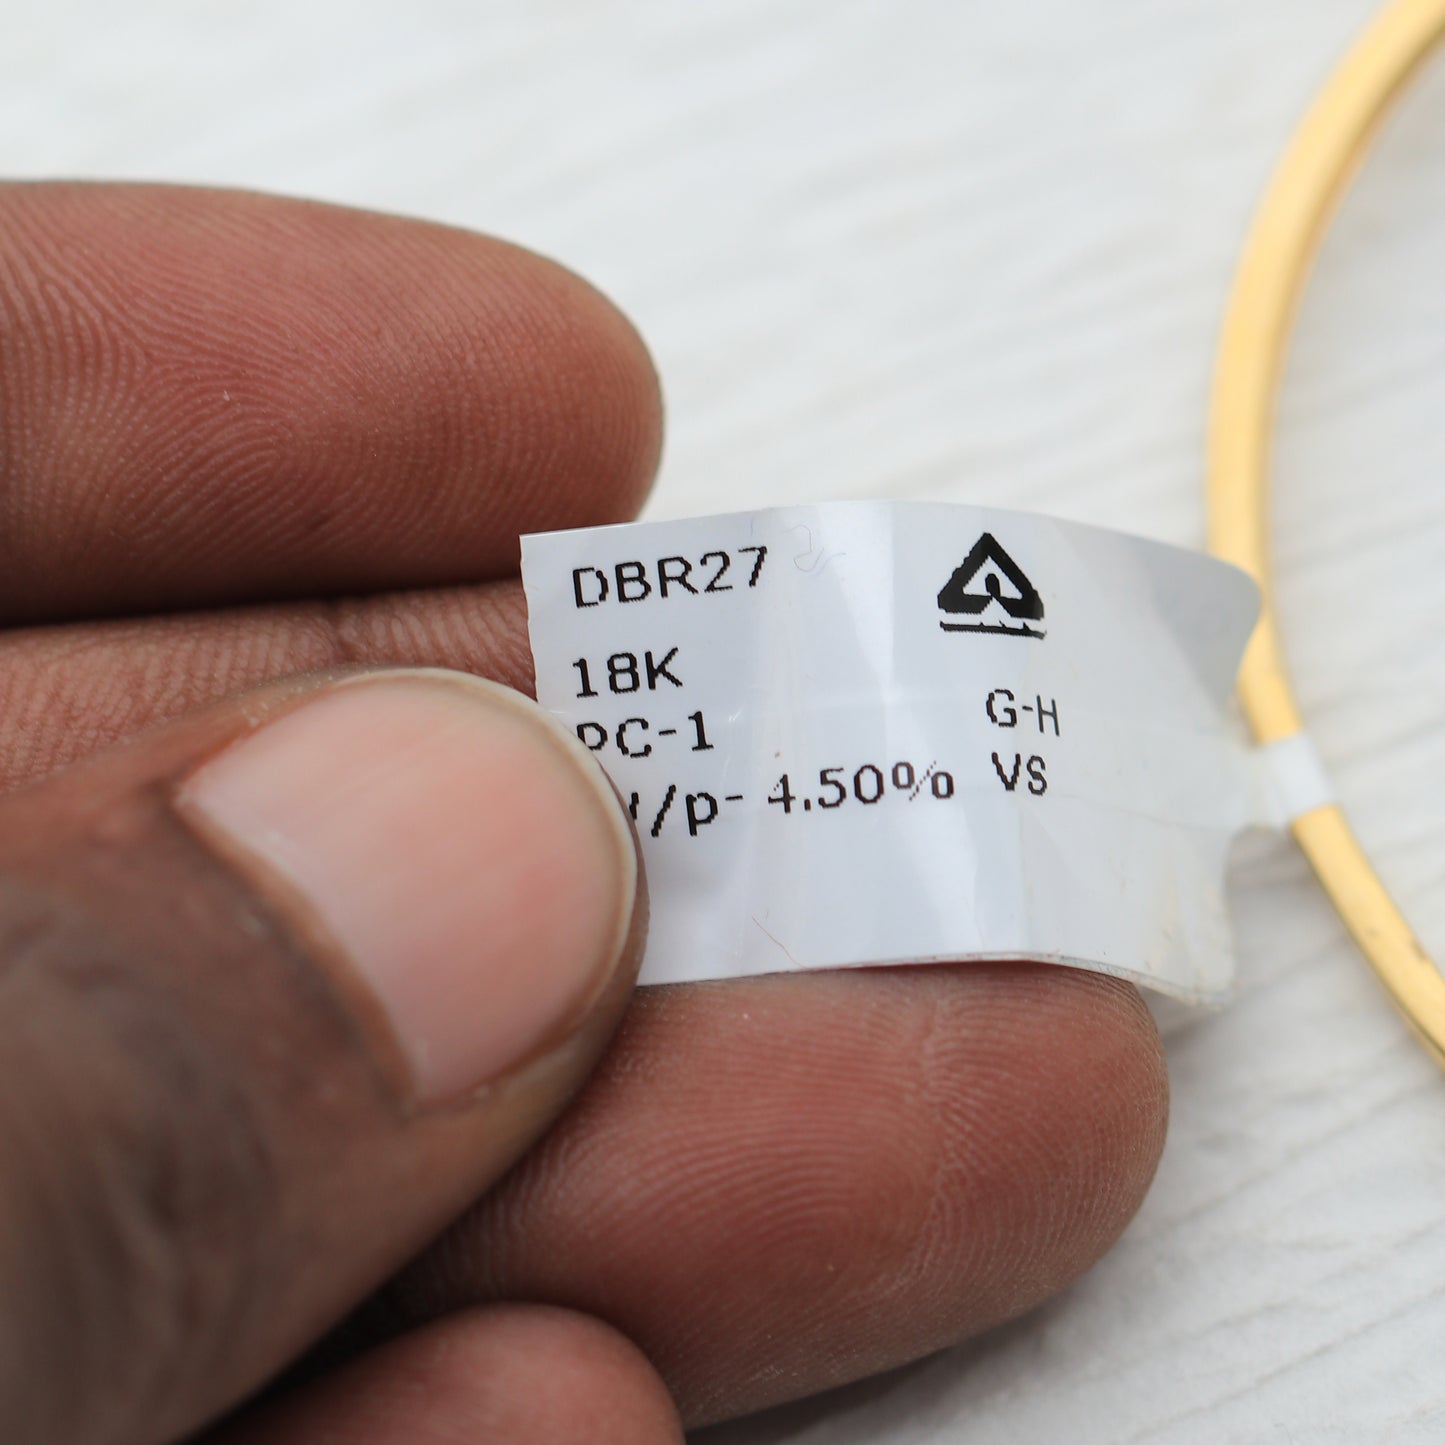 DBR27
18K
PC-1
/p- 4.50%
G-H
VS